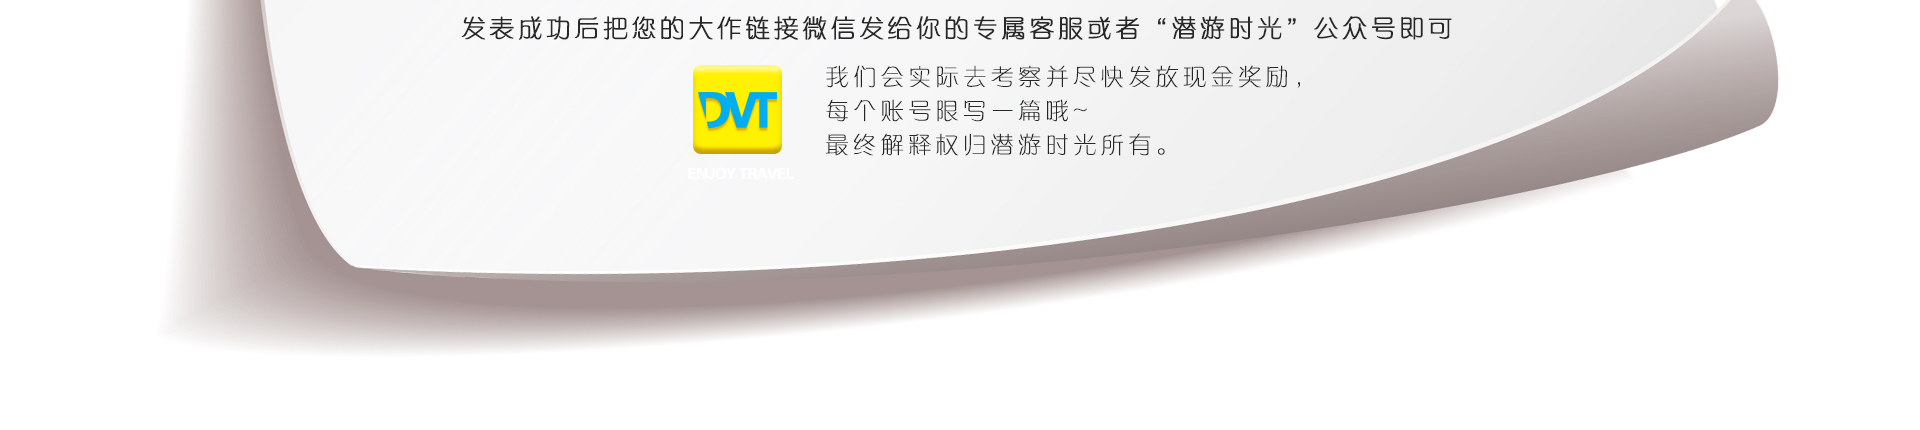 发表成功后把您的大作链接微信发给你的专属客服或者“潜游时光”公众号即可
我们会实际去考察并尽快发放现金奖励，
每个账号限写一篇哦~
最终解释权归潜游时光所有。
DVT
ENJOY TRAVEL